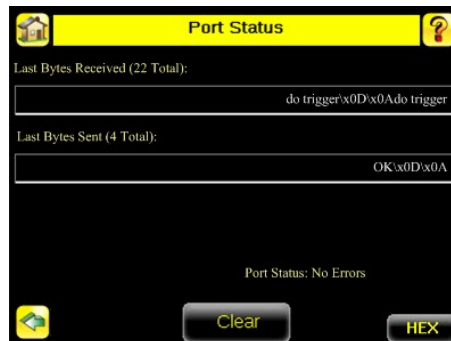 Port Status
?
Last Bytes Received (22 Total):
do trigger\x0D\x0Ado trigger
Last Bytes Sent (4 Total):
OK\x0D\x0A
Port Status: No Errors
Clear
HEX